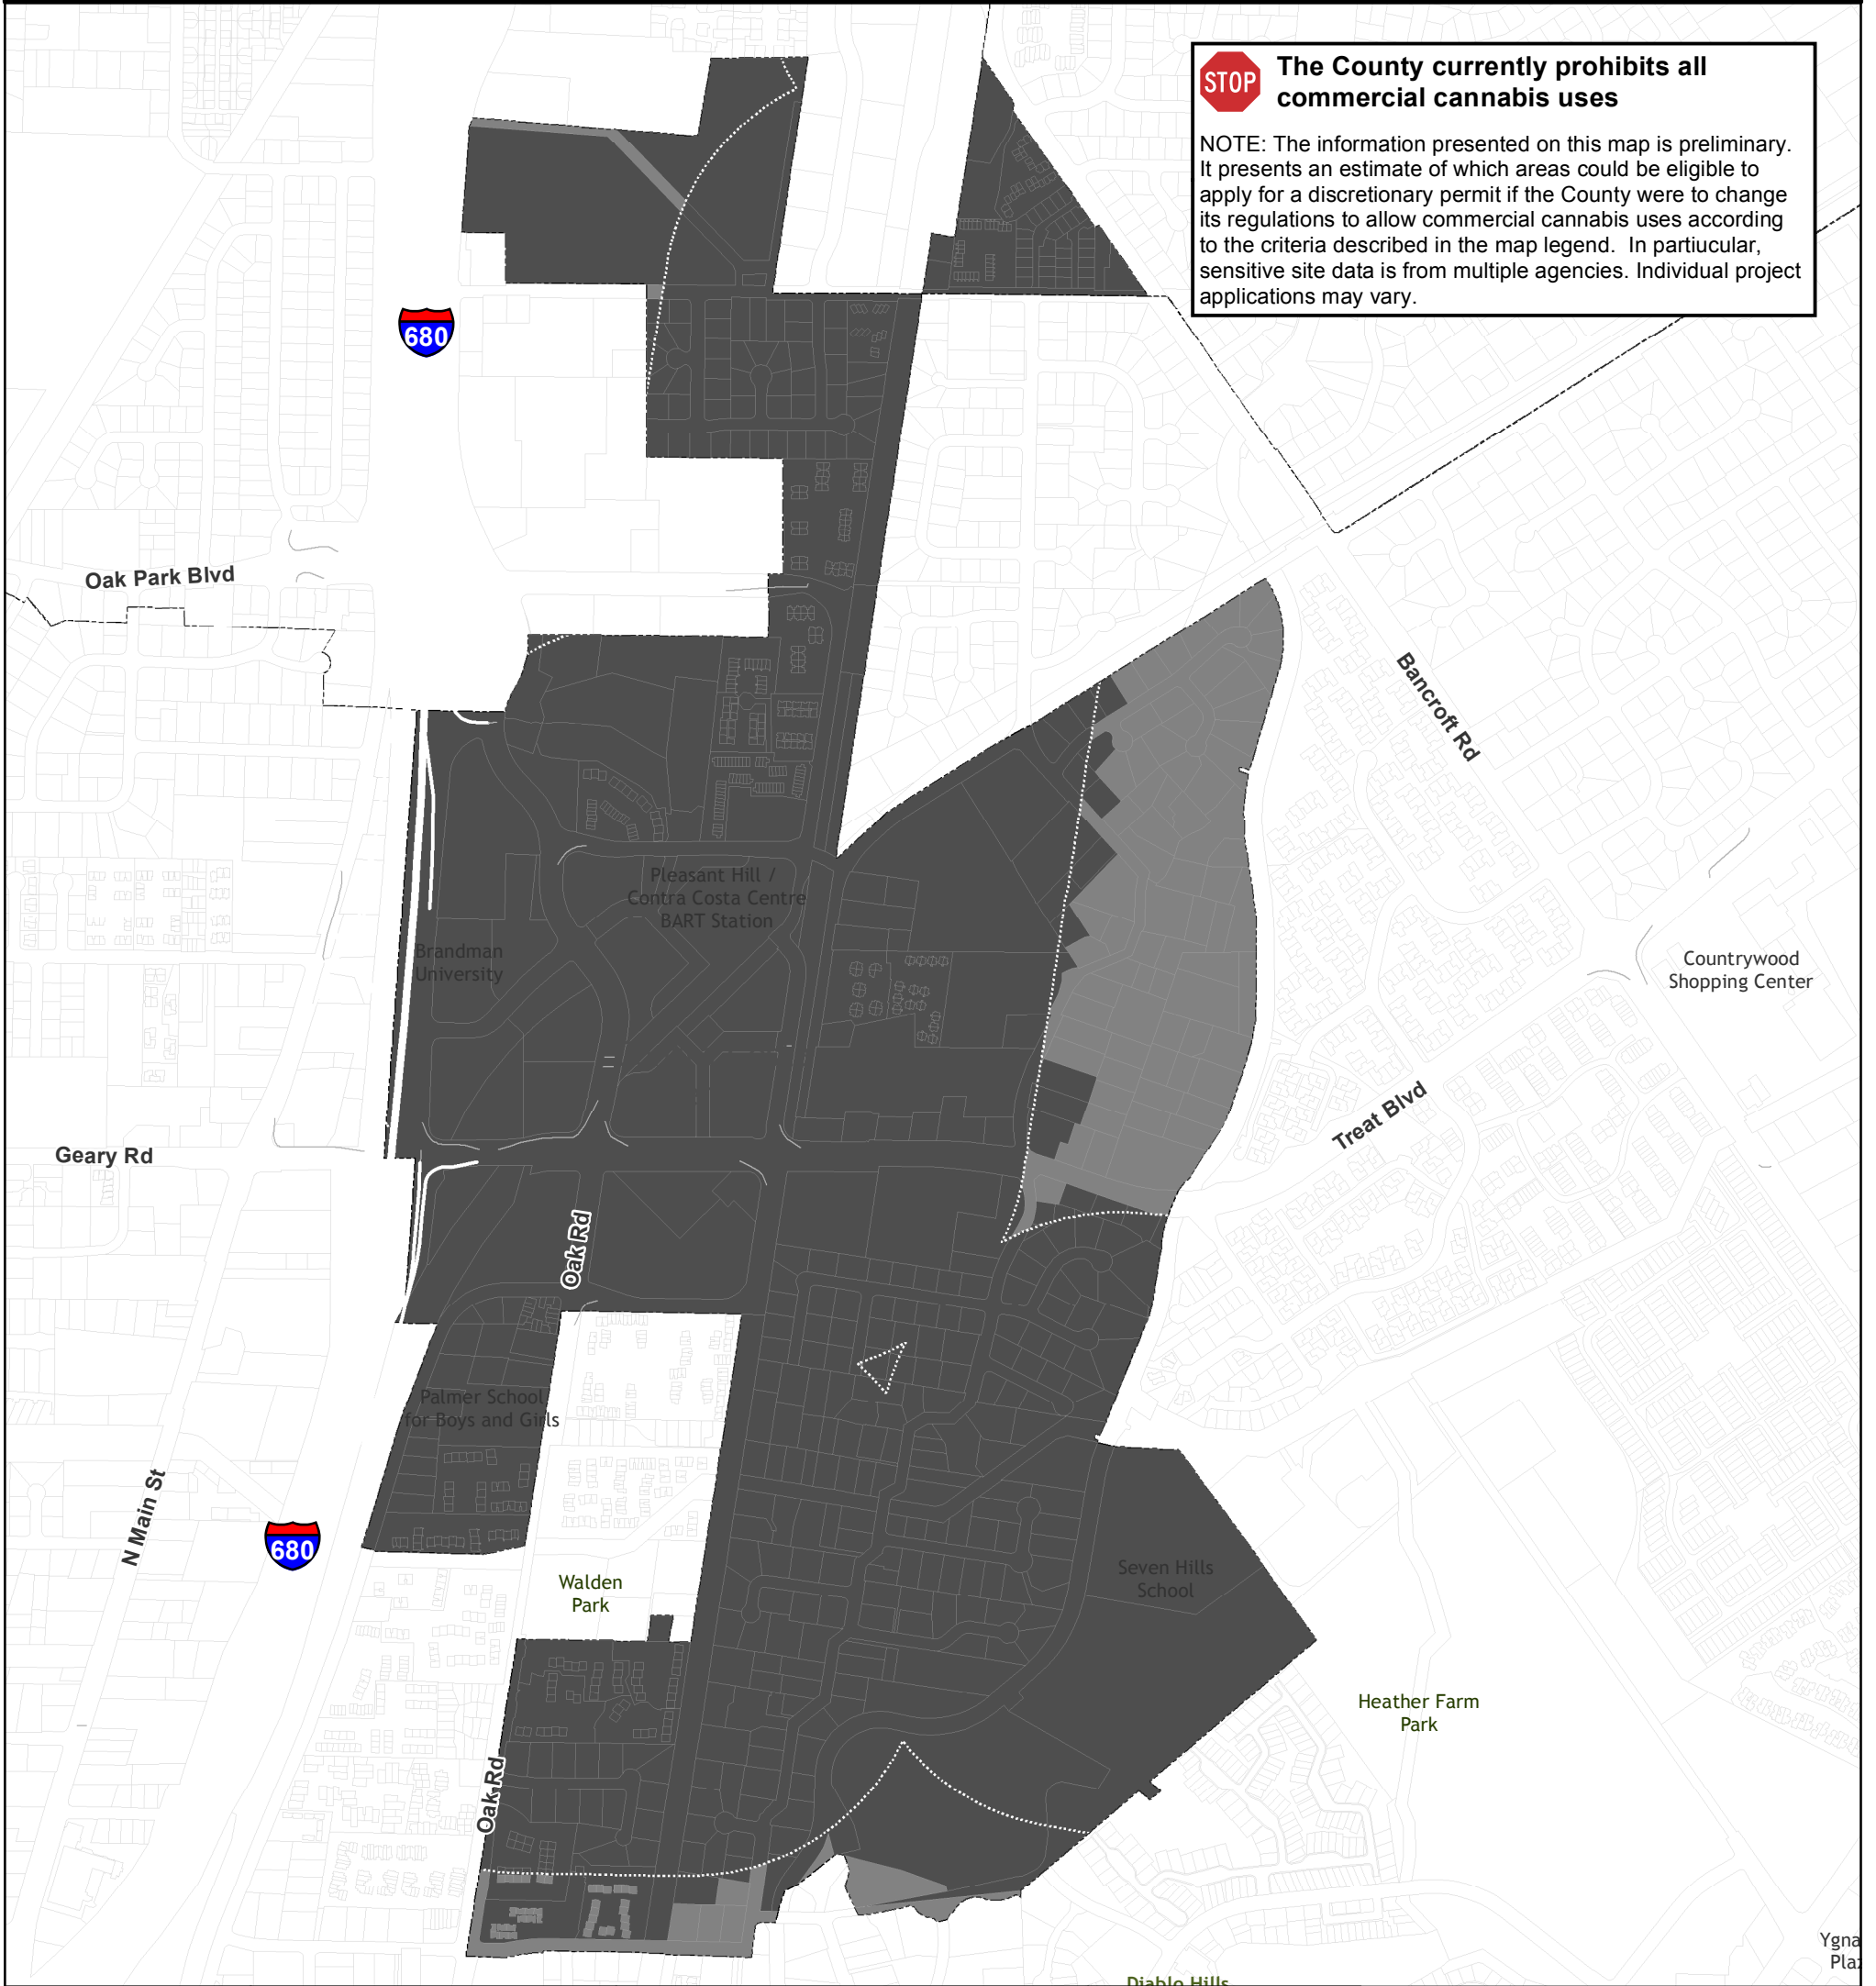 STOP
The County currently prohibits all
commercial cannabis uses
NOTE: The information presented on this map is preliminary.
It presents an estimate of which areas could be eligible to
apply for a discretionary permit if the County were to change
its regulations to allow commercial cannabis uses according
to the criteria described in the map legend.  In partiucular,
sensitive site data is from multiple agencies. Individual project
applications may vary.
680
Oak Park Blvd
Bancroft Rd
Pleasant Hill /
Contra Costa Centre
BART Station
Brandman
University
Countrywood
Shopping Center
Treat Blvd
Geary Rd
Oak Rd
Palmer School
for Boys and Girls
N Main St
680
Walden
Park
Seven Hills
School
Heather Farm
Park
Oak Rd
Ygna
Pla
Diablo Hills